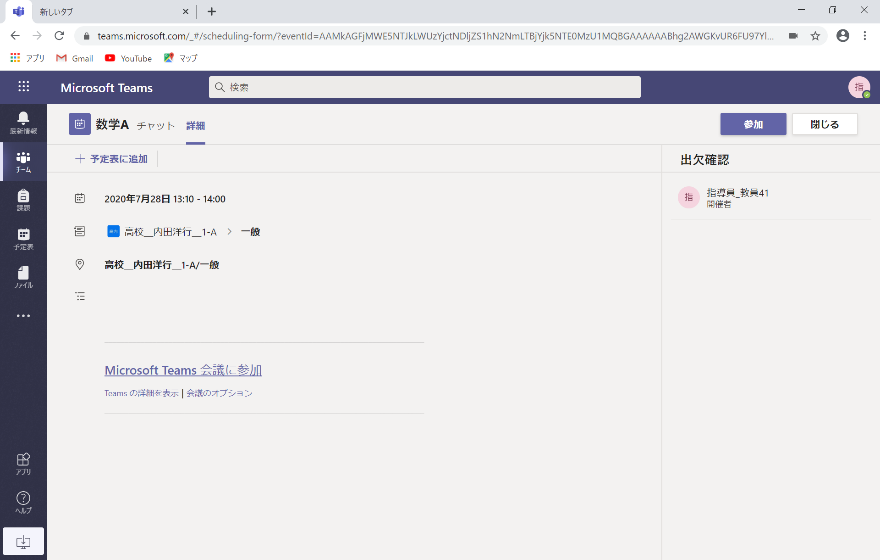 新しいタブ
teams.microsoft.com/_#/scheduling-form/?eventId=AAMkAGFjMWE5NTJkLWUzYjctNDljZS1hN2NmLTBjYjk5NTE0MzU1MQBGAAAAAABhg2AWGKvUR6FU97Yl...
アプリ Gmail YouTube マップ
Microsoft Teams 検索 指
最新情報
チーム
課題
予定表
ファイル
アプリ
ヘルプ
数学A チャット 詳細 参加 閉じる
予定表に追加
2020年7月28日 13:10 - 14:00
高校__内田洋行__1-A > 一般
高校__内田洋行__1-A/一般
Microsoft Teams 会議に参加
Teams の詳細を表示 | 会議のオプション
出欠確認
指 指導員_教員41
開催者